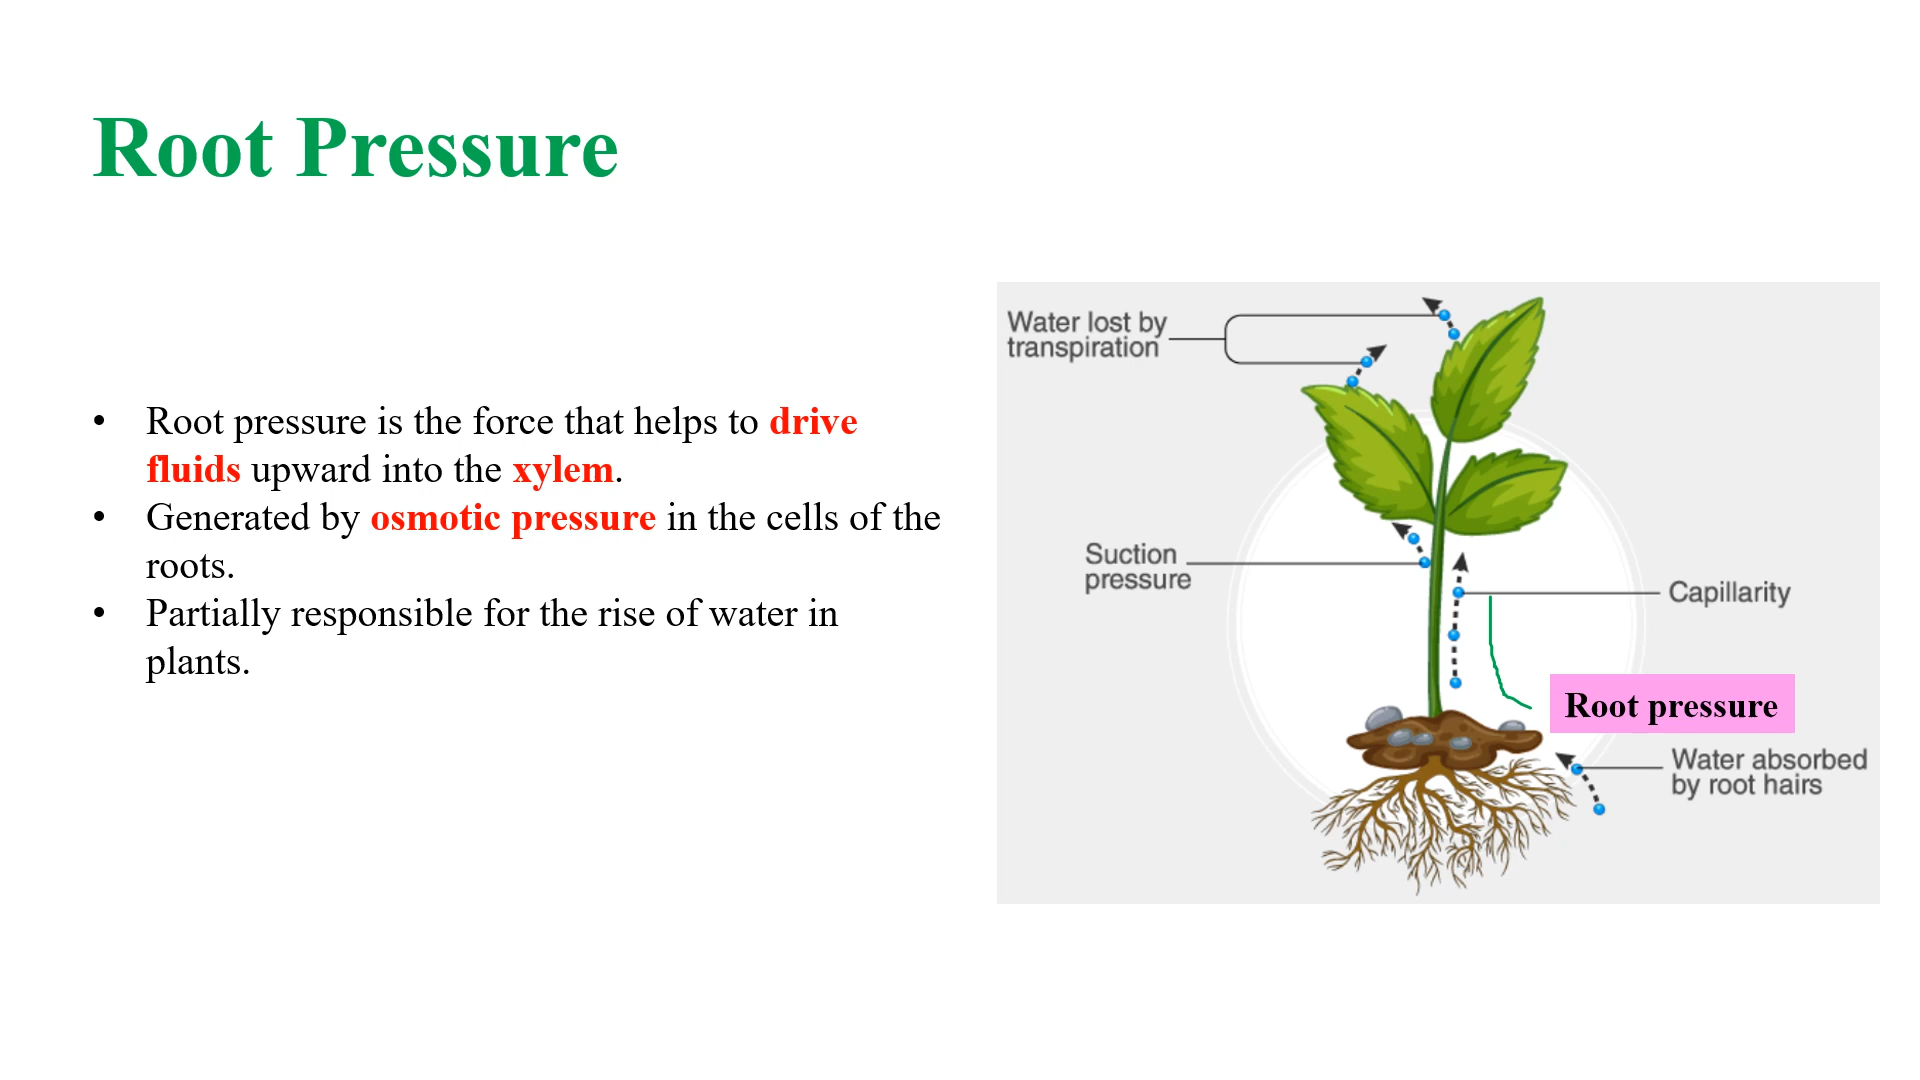 Root Pressure
• Root pressure is the force that helps to drive
fluids upward into the xylem.
• Generated by osmotic pressure in the cells of the
roots.
• Partially responsible for the rise of water in
plants.
Water lost by
transpiration
Suction
pressure
Capillarity
Root pressure
Water absorbed
by root hairs